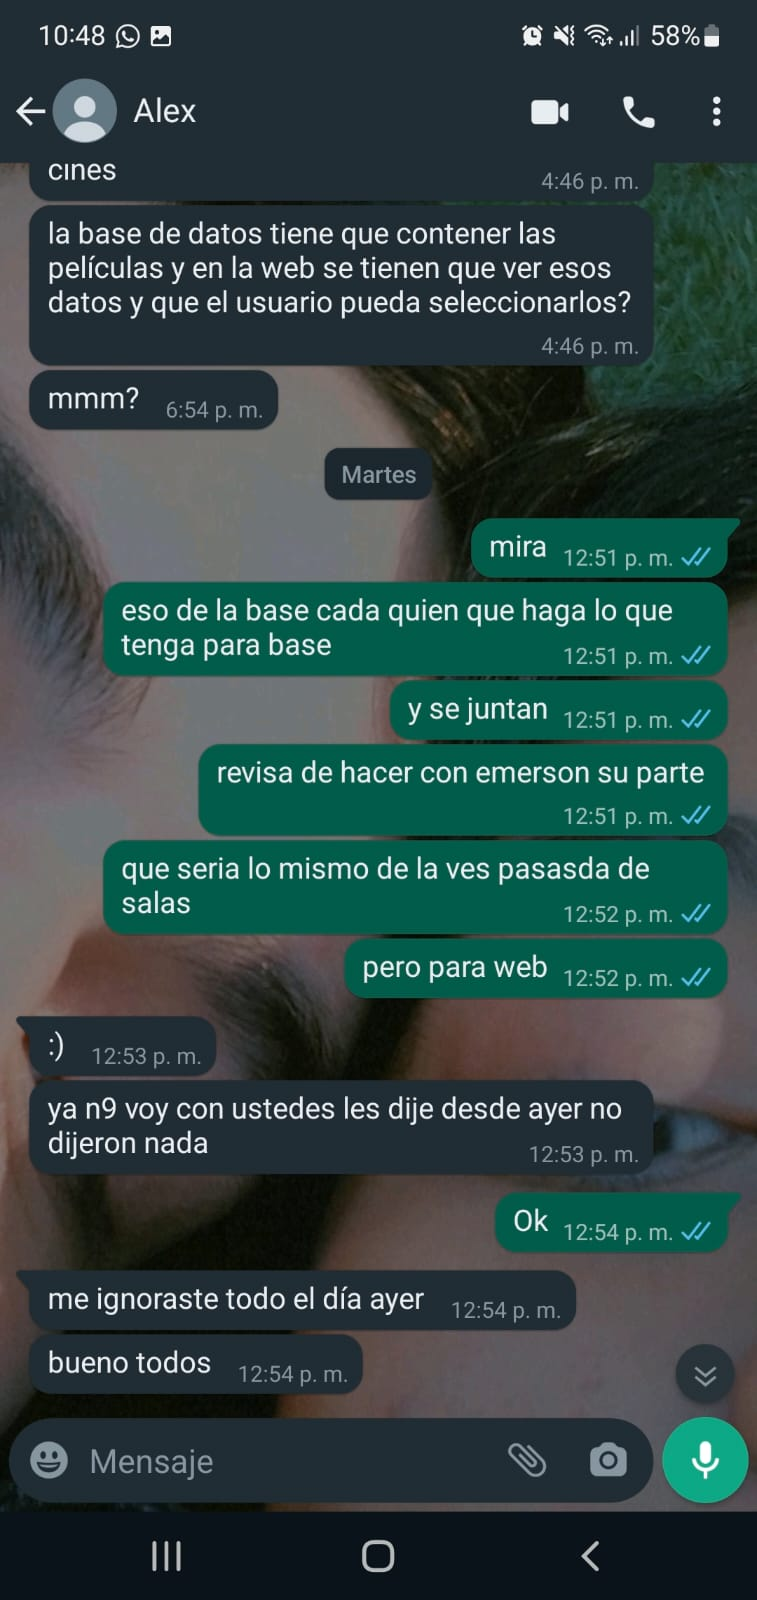 10:48 58%
Alex
cines
4:46 p. m.
la base de datos tiene que contener las
películas y en la web se tienen que ver esos
datos y que el usuario pueda seleccionarlos?
4:46 p. m.
mmm? 6:54 p. m.
Martes
mira 12:51 p. m.
eso de la base cada quien que haga lo que
tenga para base 12:51 p. m.
y se juntan 12:51 p. m.
revisa de hacer con emerson su parte
12:51 p. m.
que seria lo mismo de la ves pasasda de
salas 12:52 p. m.
pero para web 12:52 p. m.
:) 12:53 p. m.
ya n9 voy con ustedes les dije desde ayer no
dijeron nada 12:53 p. m.
Ok 12:54 p. m.
me ignoraste todo el día ayer 12:54 p. m.
bueno todos 12:54 p. m.
Mensaje